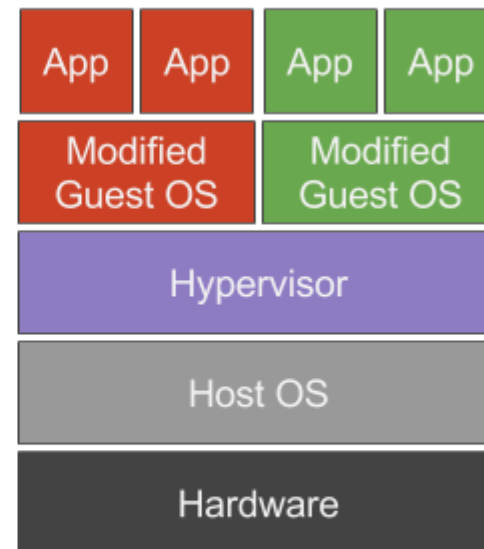 App App App App
Modified Modified
Guest OS Guest OS
Hypervisor
Host OS
Hardware